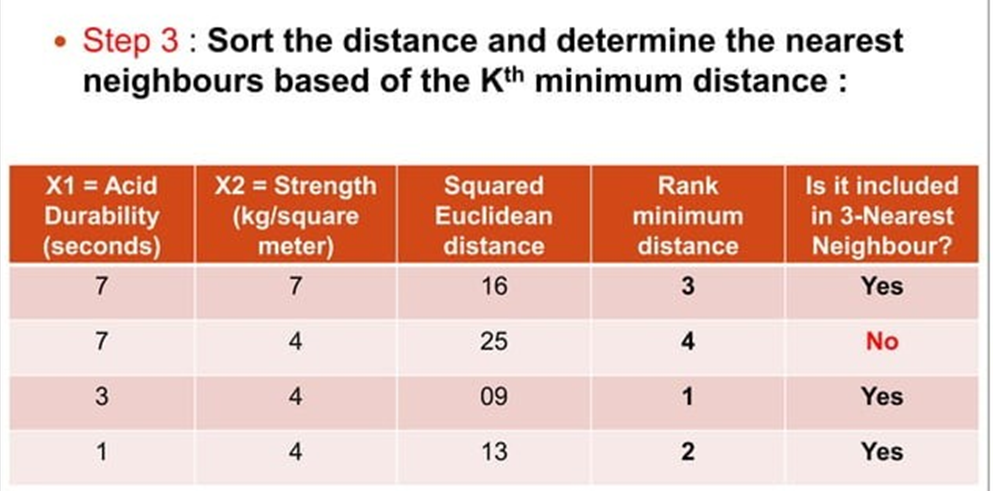 • Step 3 : Sort the distance and determine the nearest
neighbours based of the Kth minimum distance :
X1 = Acid Durability (seconds) X2 = Strength (kg/square meter) Squared Euclidean distance Rank minimum distance Is it included in 3-Nearest Neighbour?
7 7 16 3 Yes
7 4 25 4 No
3 4 09 1 Yes
1 4 13 2 Yes